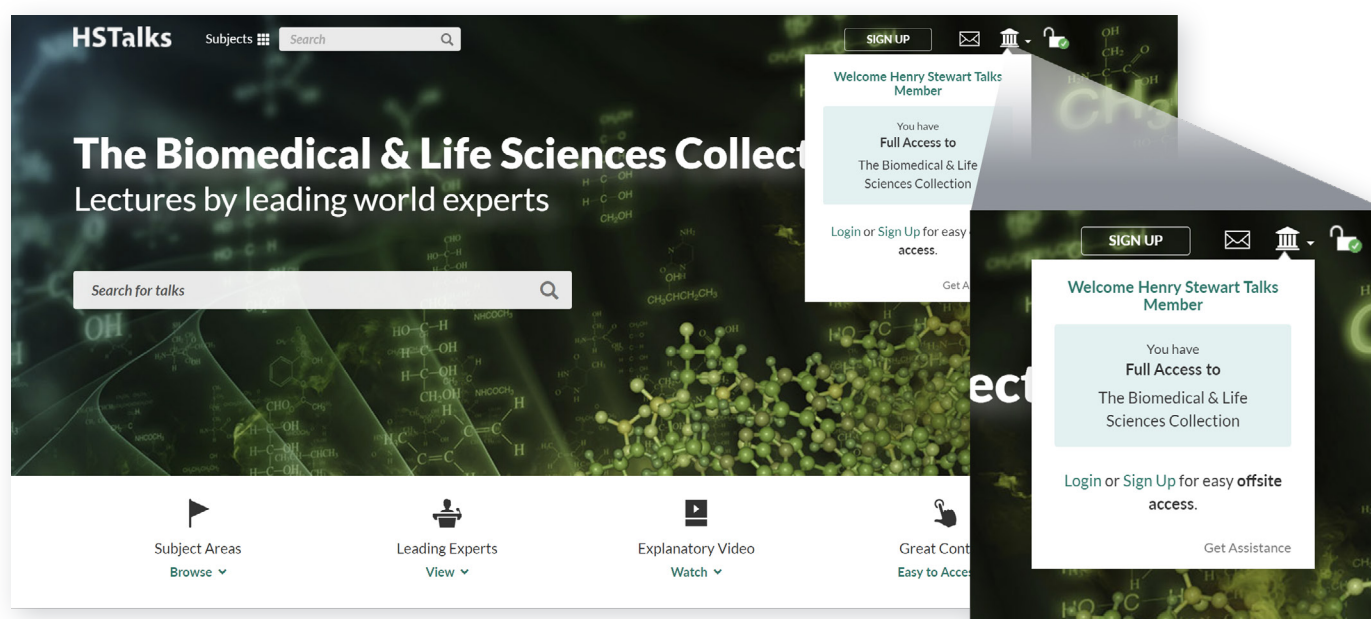 HSTalks
Subjects
Search
SIGN UP
Welcome Henry Stewart Talks
Member
You have
Full Access to
The Biomedical & Life
Sciences Collection
Login or Sign Up for easy
access.
Get A
The Biomedical & Life Sciences Collect
Lectures by leading world experts
Search for talks
Subject Areas
Browse
Leading Experts
View
Explanatory Video
Watch
Great Cont
Easy to Acce
SIGN UP
Welcome Henry Stewart Talks
Member
You have
Full Access to
The Biomedical & Life
Sciences Collection
Login or Sign Up for easy offsite
access.
Get Assistance
ect